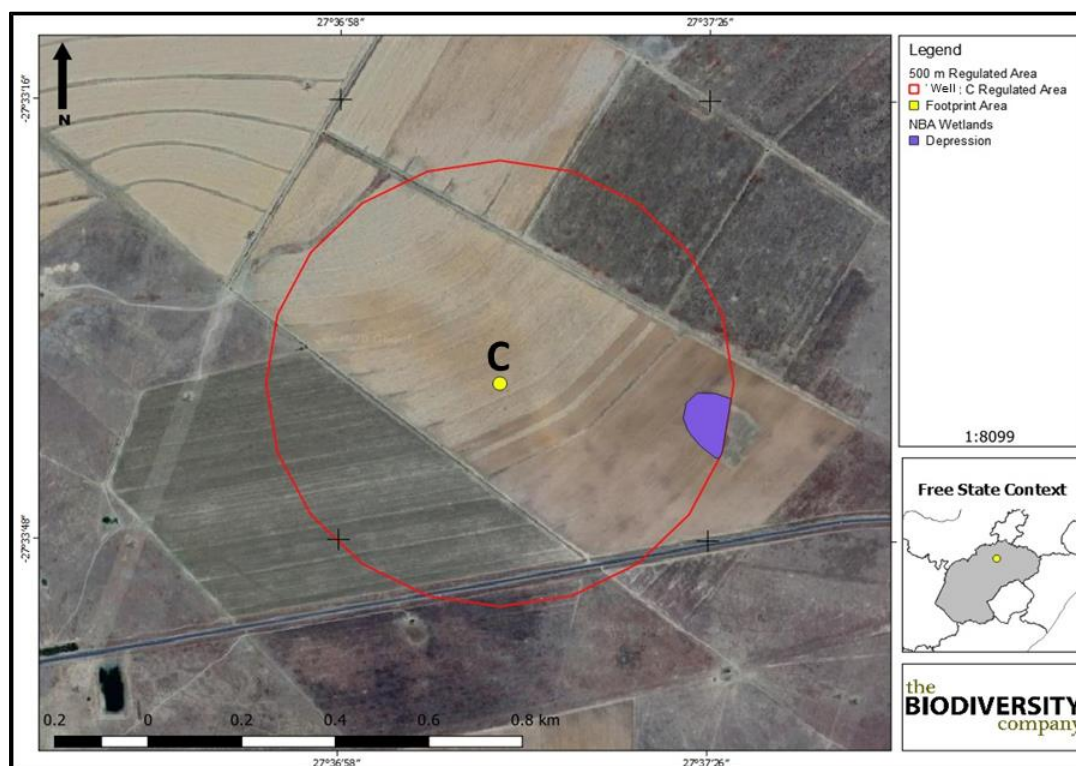 27°36'58" 27°37'26"
-27°33'16"
N
C
-27°33'48"
0.2 0 0.2 0.4 0.6 0.8 km
27°36'58" 27°37'26"
Legend
500 m Regulated Area
' Well : C Regulated Area
Footprint Area
NBA Wetlands
Depression
1:8099
Free State Context
the
BIODIVERSITY
company